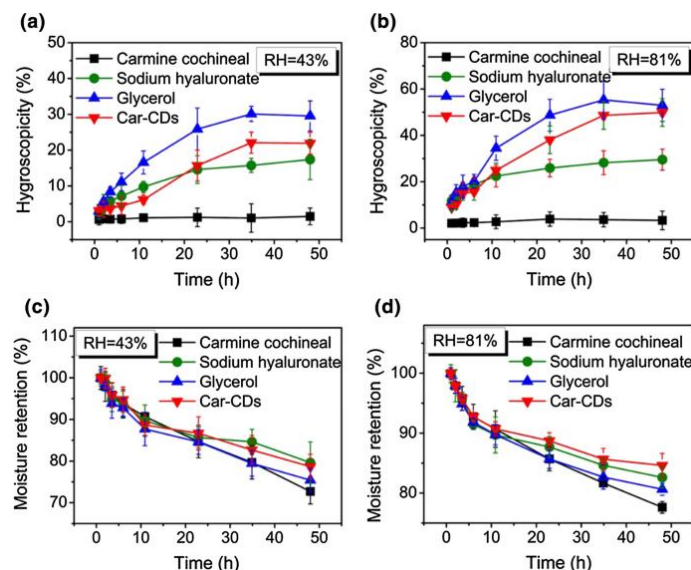 (a)
50
40
30
20
10
0
Hygroscopicity (%)
Carmine cochineal
Sodium hyaluronate
Glycerol
Car-CDs
RH=43%
0 10 20 30 40 50
Time (h)
(b)
80
60
40
20
0
Hygroscopicity (%)
Carmine cochineal
Sodium hyaluronate
Glycerol
Car-CDs
RH=81%
0 10 20 30 40 50
Time (h)
(c)
110
100
90
80
70
Moisture retention (%)
RH=43%
Carmine cochineal
Sodium hyaluronate
Glycerol
Car-CDs
0 10 20 30 40 50
Time (h)
(d)
100
90
80
Moisture retention (%)
RH=81%
Carmine cochineal
Sodium hyaluronate
Glycerol
Car-CDs
0 10 20 30 40 50
Time (h)